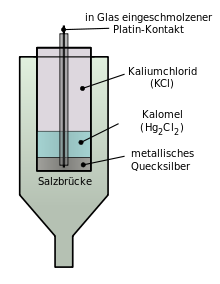 in Glas eingeschmolzener
Platin-Kontakt
Kaliumchlorid
(KCl)
Kalomel
(Hg₂Cl₂)
metallisches
Quecksilber
Salzbrücke